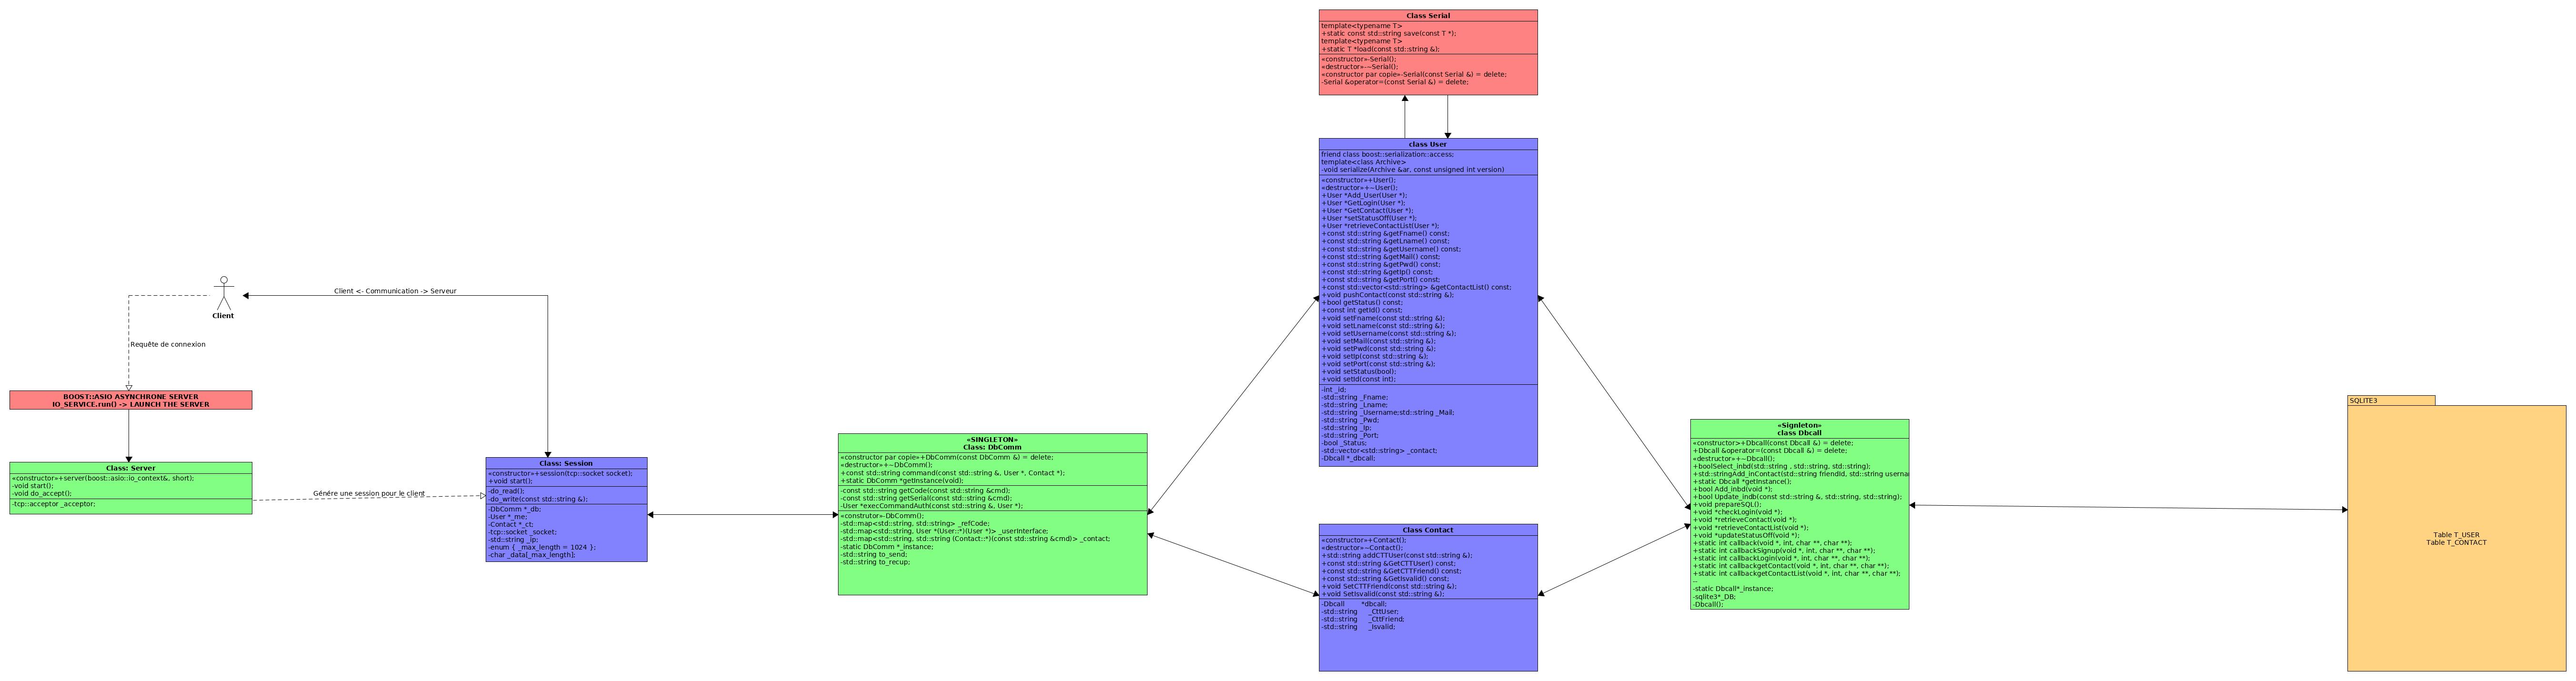 Class Serial
template<typename T>
+static const std::string save(const T *);
template<typename T>
+static T *load(const std::string &);
«constructor»-Serial();
«destructor»-~Serial();
«constructor par copie»-Serial(const Serial &) = delete;
-Serial &operator=(const Serial &) = delete;
class User
friend class boost::serialization::access;
template<class Archive>
-void serialize(Archive &ar, const unsigned int version)
«constructor»+User();
«destructor»+~User();
+User *Add_User(User *);
+User *GetLogin(User *);
+User *GetContact(User *);
+User *setStatusOff(User *);
+User *retrieveContactList(User *);
+const std::string &getFname() const;
+const std::string &getLname() const;
+const std::string &getUsername() const;
+const std::string &getMail() const;
+const std::string &getPwd() const;
+const std::string &getIp() const;
+const std::string &getPort() const;
+const std::vector<std::string> &getContactList() const;
+void pushContact(const std::string &);
+bool getStatus() const;
+const int getId() const;
+void setFname(const std::string &);
+void setLname(const std::string &);
+void setUsername(const std::string &);
+void setMail(const std::string &);
+void setPwd(const std::string &);
+void setIp(const std::string &);
+void setPort(const std::string &);
+void setStatus(bool);
+void setId(const int);
-int _id;
-std::string _Fname;
-std::string _Lname;
-std::string _Username;std::string _Mail;
-std::string _Pwd;
-std::string _Ip;
-std::string _Port;
-bool _Status;
-std::vector<std::string> _contact;
-Dbcall *_dbcall;
Client <- Communication -> Serveur
Client
Requête de connexion
BOOST::ASIO ASYNCHRONE SERVER
IO_SERVICE.run() -> LAUNCH THE SERVER
Class: Server
«constructor»+server(boost::asio::io_context&, short);
-void start();
-void do_accept();
-tcp::acceptor _acceptor;
Génére une session pour le client
Class: Session
«constructor»+session(tcp::socket socket);
+void start();
-do_read();
-do_write(const std::string &);
-DbComm *_db;
-User *_me;
-Contact *_ct;
-tcp::socket _socket;
-std::string _ip;
-enum { _max_length = 1024 };
-char _data[_max_length];
«SINGLETON»
Class: DbComm
«constructor par copie»+DbComm(const DbComm &) = delete;
«destructor»+~DbComm();
+const std::string command(const std::string &, User *, Contact *);
+static DbComm *getInstance(void);
-const std::string getCode(const std::string &cmd);
-const std::string getSerial(const std::string &cmd);
-User *execCommandAuth(const std::string &, User *);
«construtor»-DbComm();
-std::map<std::string, std::string> _refCode;
-std::map<std::string, User *(User::*)(User *)> _userInterface;
-std::map<std::string, std::string (Contact::*)(const std::string &cmd)> _contact;
-static DbComm *_instance;
-std::string to_send;
-std::string to_recup;
Class Contact
«constructor»+Contact();
«destructor»~Contact();
+std::string addCTTUser(const std::string &);
+const std::string &GetCTTUser() const;
+const std::string &GetCTTFriend() const;
+const std::string &GetIsvalid() const;
+void SetCTTFriend(const std::string &);
+void SetIsvalid(const std::string &);
-Dbcall *dbcall;
-std::string _CttUser;
-std::string _CttFriend;
-std::string _Isvalid;
«Signleton»
class Dbcall
«constructor>+Dbcall(const Dbcall &) = delete;
+Dbcall &operator=(const Dbcall &) = delete;
«destructor»+~Dbcall();
+boolSelect_inbd(std::string , std::string, std::string);
+std::stringAdd_inContact(std::string friendId, std::string userna
+static Dbcall *getInstance();
+bool Add_inbd(void *);
+bool Update_indb(const std::string &, std::string, std::string);
+void prepareSQL();
+void *checkLogin(void *);
+void *retrieveContact(void *);
+void *retrieveContactList(void *);
+void *updateStatusOff(void *);
+static int callback(void *, int, char **, char **);
+static int callbackSignup(void *, int, char **, char **);
+static int callbackLogin(void *, int, char **, char **);
+static int callbackgetContact(void *, int, char **, char **);
+static int callbackgetContactList(void *, int, char **, char **);
...
-static Dbcall*_instance;
-sqlite3*_DB;
-Dbcall();
SQLITE3
Table T_USER
Table T_CONTACT